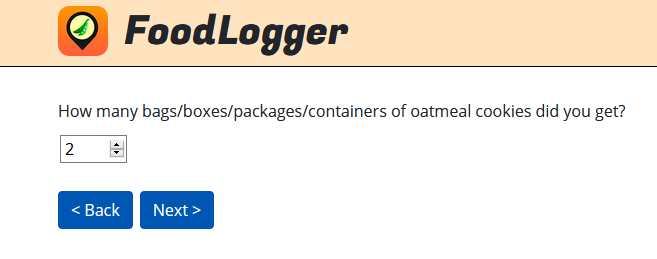 FoodLogger
How many bags/boxes/packages/containers of oatmeal cookies did you get?
2
< Back Next >